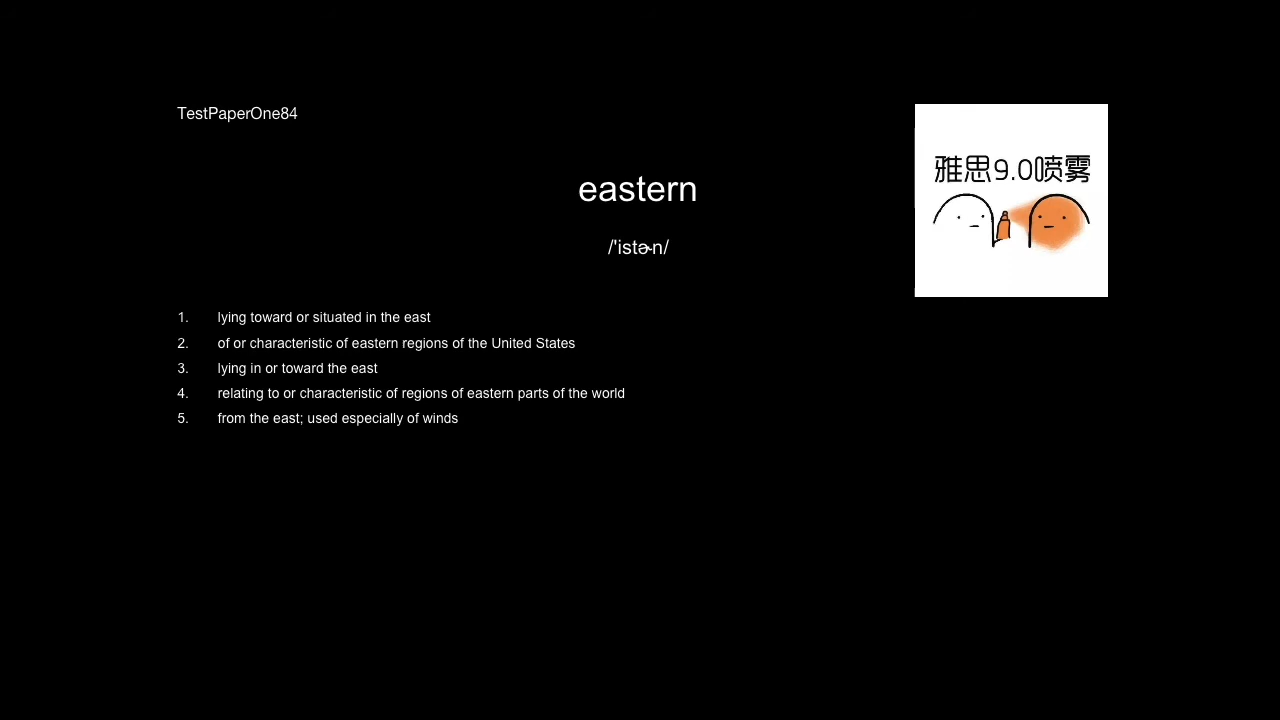 TestPaperOne84
雅思9.0喷雾
eastern
/'istɚn/
1. lying toward or situated in the east
2. of or characteristic of eastern regions of the United States
3. lying in or toward the east
4. relating to or characteristic of regions of eastern parts of the world
5. from the east; used especially of winds